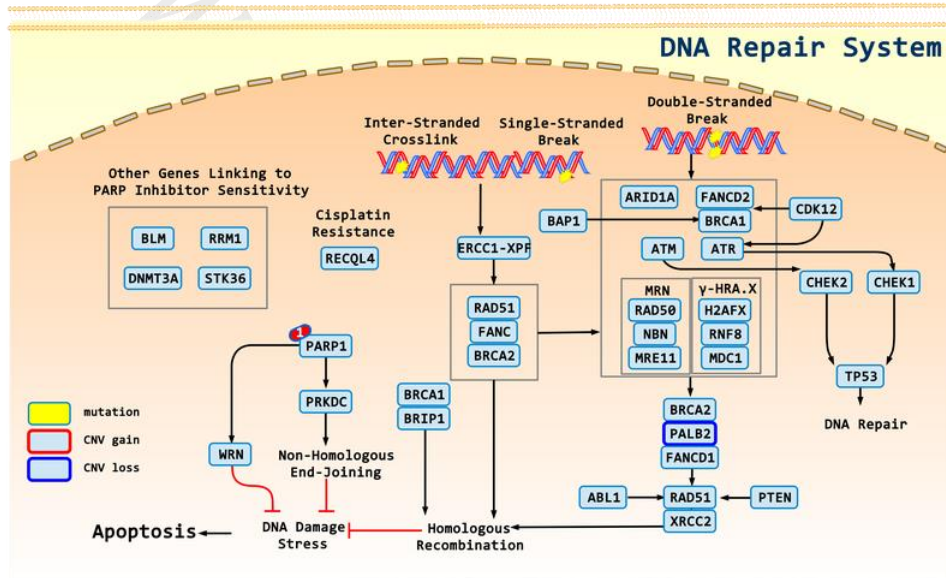 DNA Repair System
Double-Stranded
Break
Inter-Stranded
Crosslink
Single-Stranded
Break
Other Genes Linking to
PARP Inhibitor Sensitivity
BLM
RRM1
DNMT3A
STK36
Cisplatin
Resistance
RECQL4
ERCC1-XPF
BAP1
ARID1A
FANCD2
BRCA1
CDK12
ATM
ATR
CHEK2
CHEK1
MRN
RAD50
NBN
MRE11
γ-HRA.X
H2AFX
RNF8
MDC1
RAD51
FANC
BRCA2
1
PARP1
PRKDC
WRN
Non-Homologous
End-Joining
BRCA1
BRIP1
TP53
DNA Repair
BRCA2
PALB2
FANCD1
ABL1
RAD51
PTEN
XRCC2
mutation
CNV gain
CNV loss
Apoptosis
DNA Damage
Stress
Homologous
Recombination